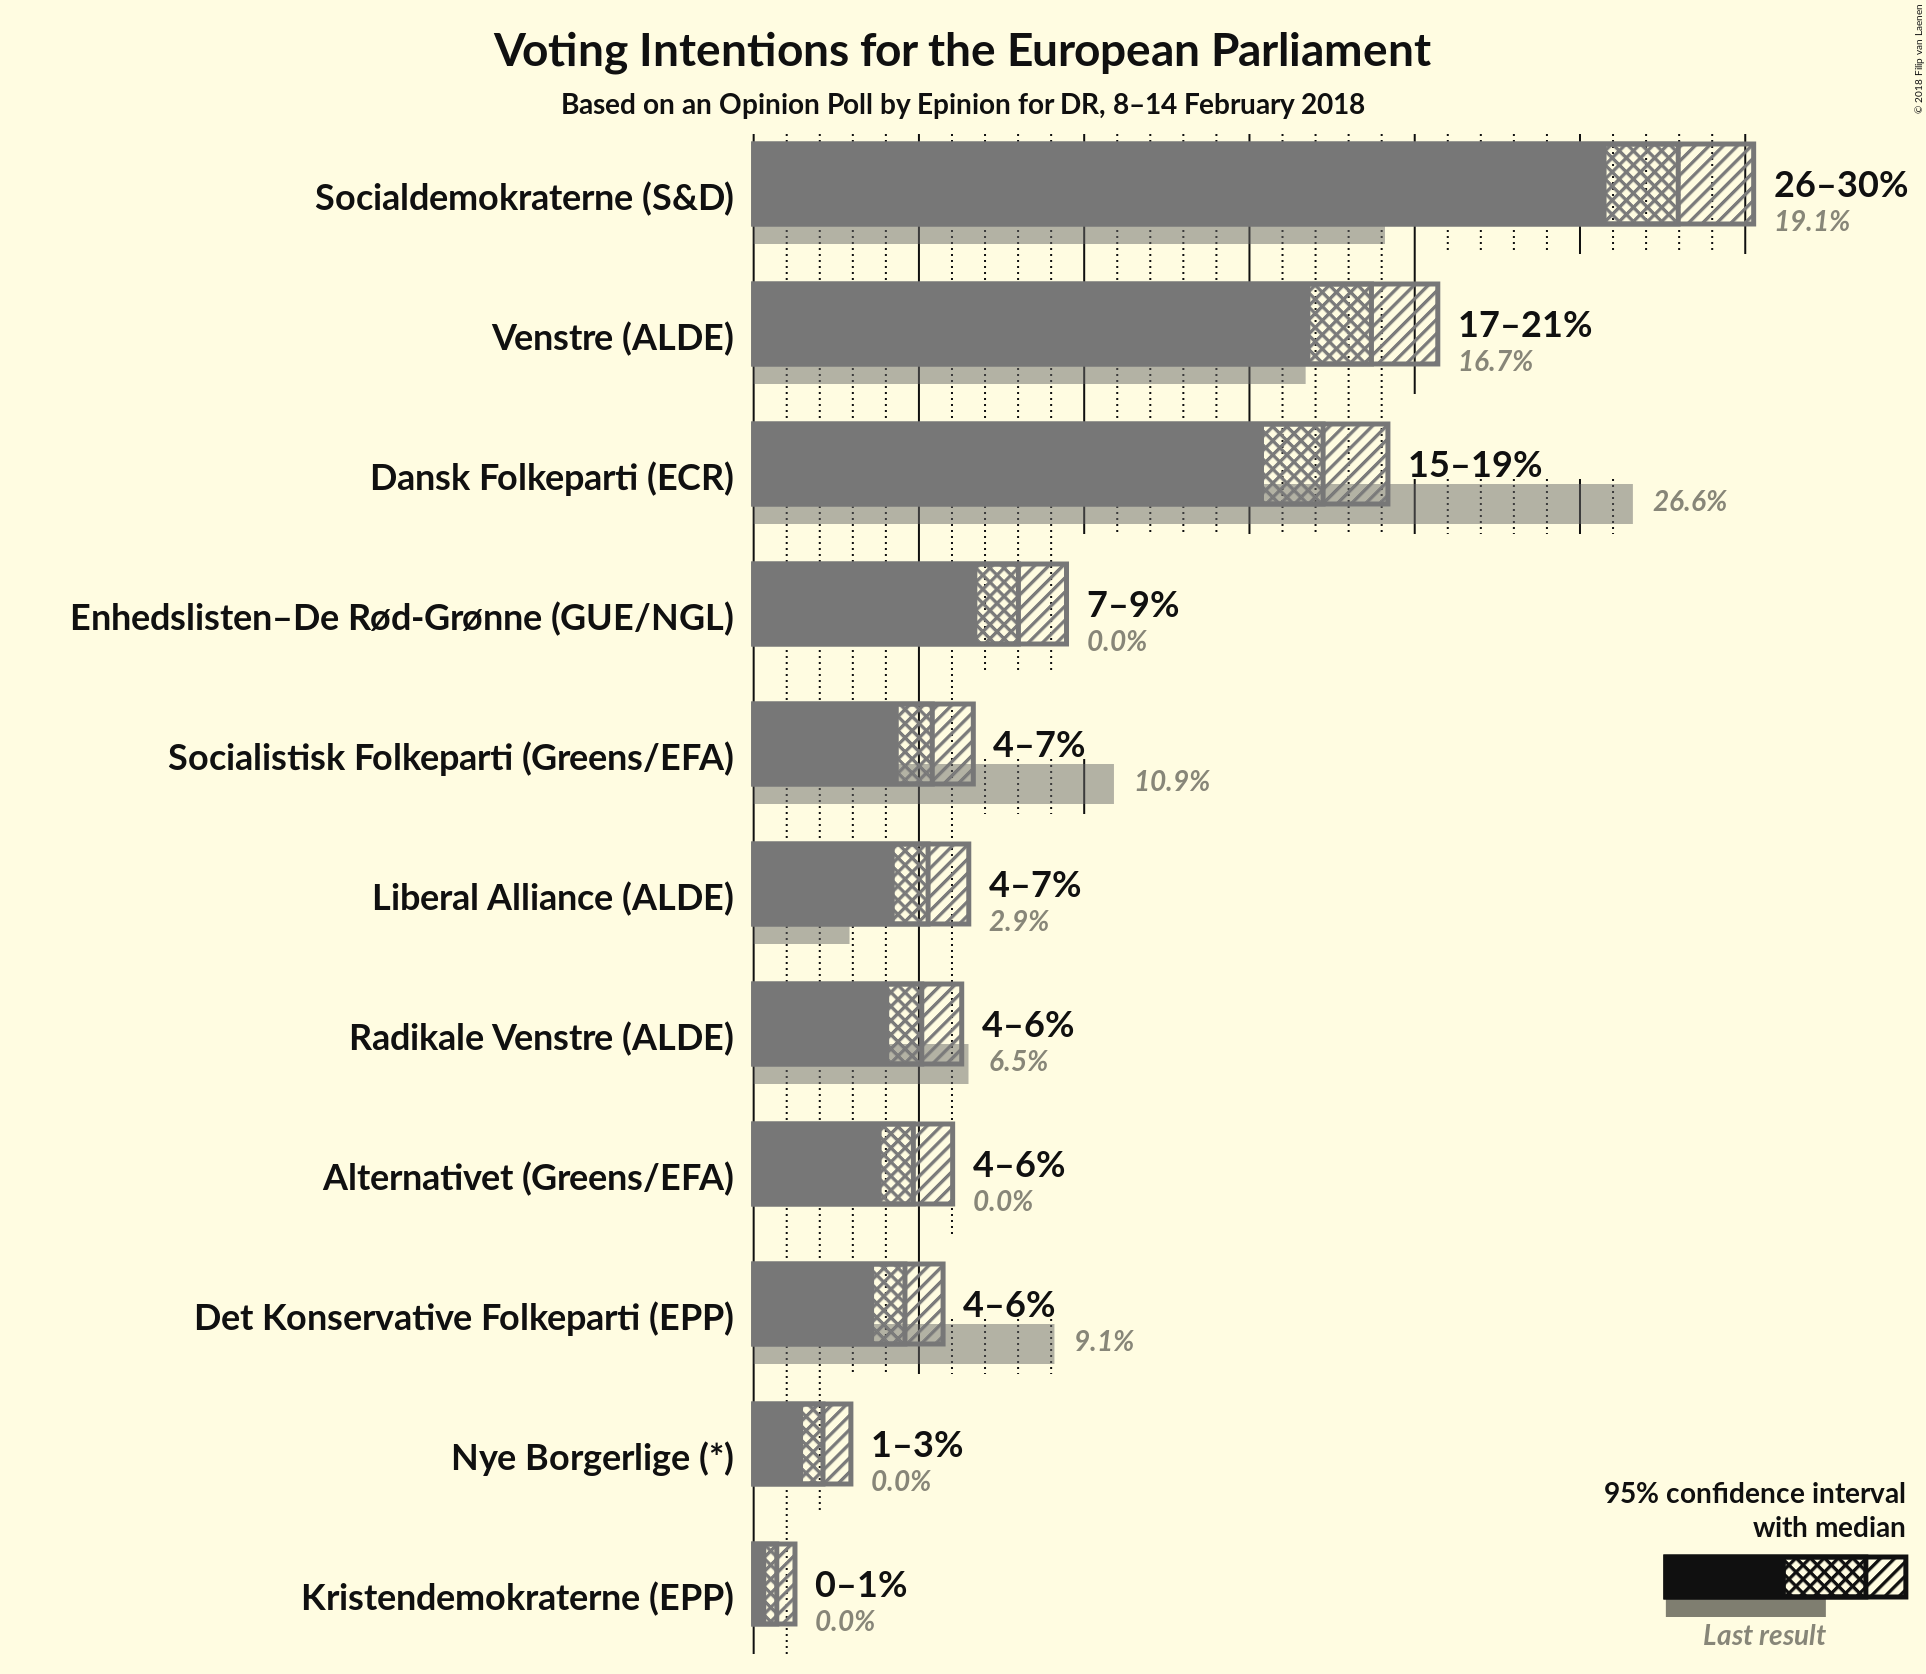 Voting Intentions for the European Parliament
Based on an Opinion Poll by Epinion for DR, 8–14 February 2018
© 2018 Filip van Laenen
Socialdemokraterne (S&D)
26–30%
19.1%
Venstre (ALDE)
17–21%
16.7%
Dansk Folkeparti (ECR)
15–19%
26.6%
Enhedslisten–De Rød-Grønne (GUE/NGL)
7–9%
0.0%
Socialistisk Folkeparti (Greens/EFA)
4–7%
10.9%
Liberal Alliance (ALDE)
4–7%
2.9%
Radikale Venstre (ALDE)
4–6%
6.5%
Alternativet (Greens/EFA)
4–6%
0.0%
Det Konservative Folkeparti (EPP)
4–6%
9.1%
Nye Borgerlige (*)
1–3%
0.0%
Kristendemokraterne (EPP)
0–1%
0.0%
95% confidence interval
with median
Last result